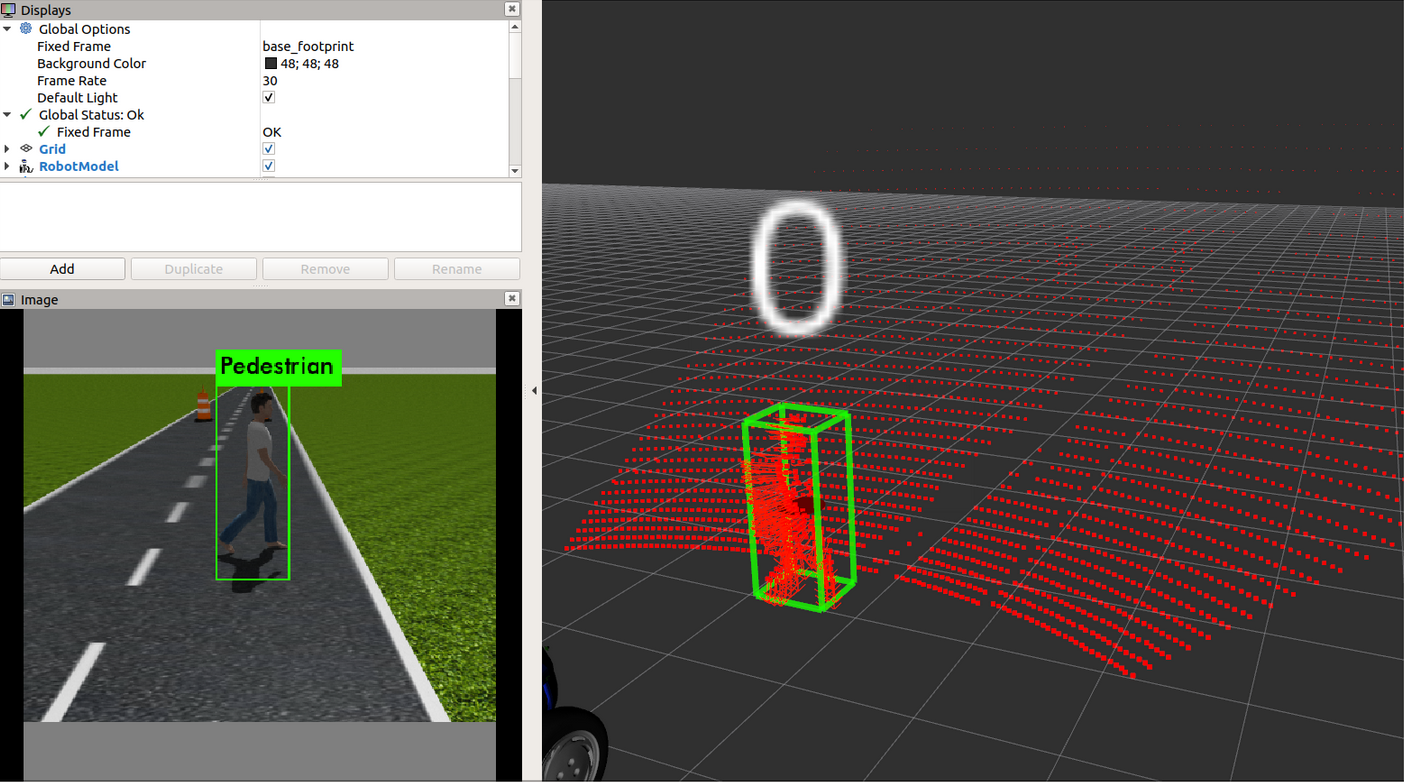 Displays
Global Options
Fixed Frame base_footprint
Background Color 48; 48; 48
Frame Rate 30
Default Light
Global Status: Ok
Fixed Frame OK
Grid
RobotModel
Add Duplicate Remove Rename
Image
Pedestrian
0